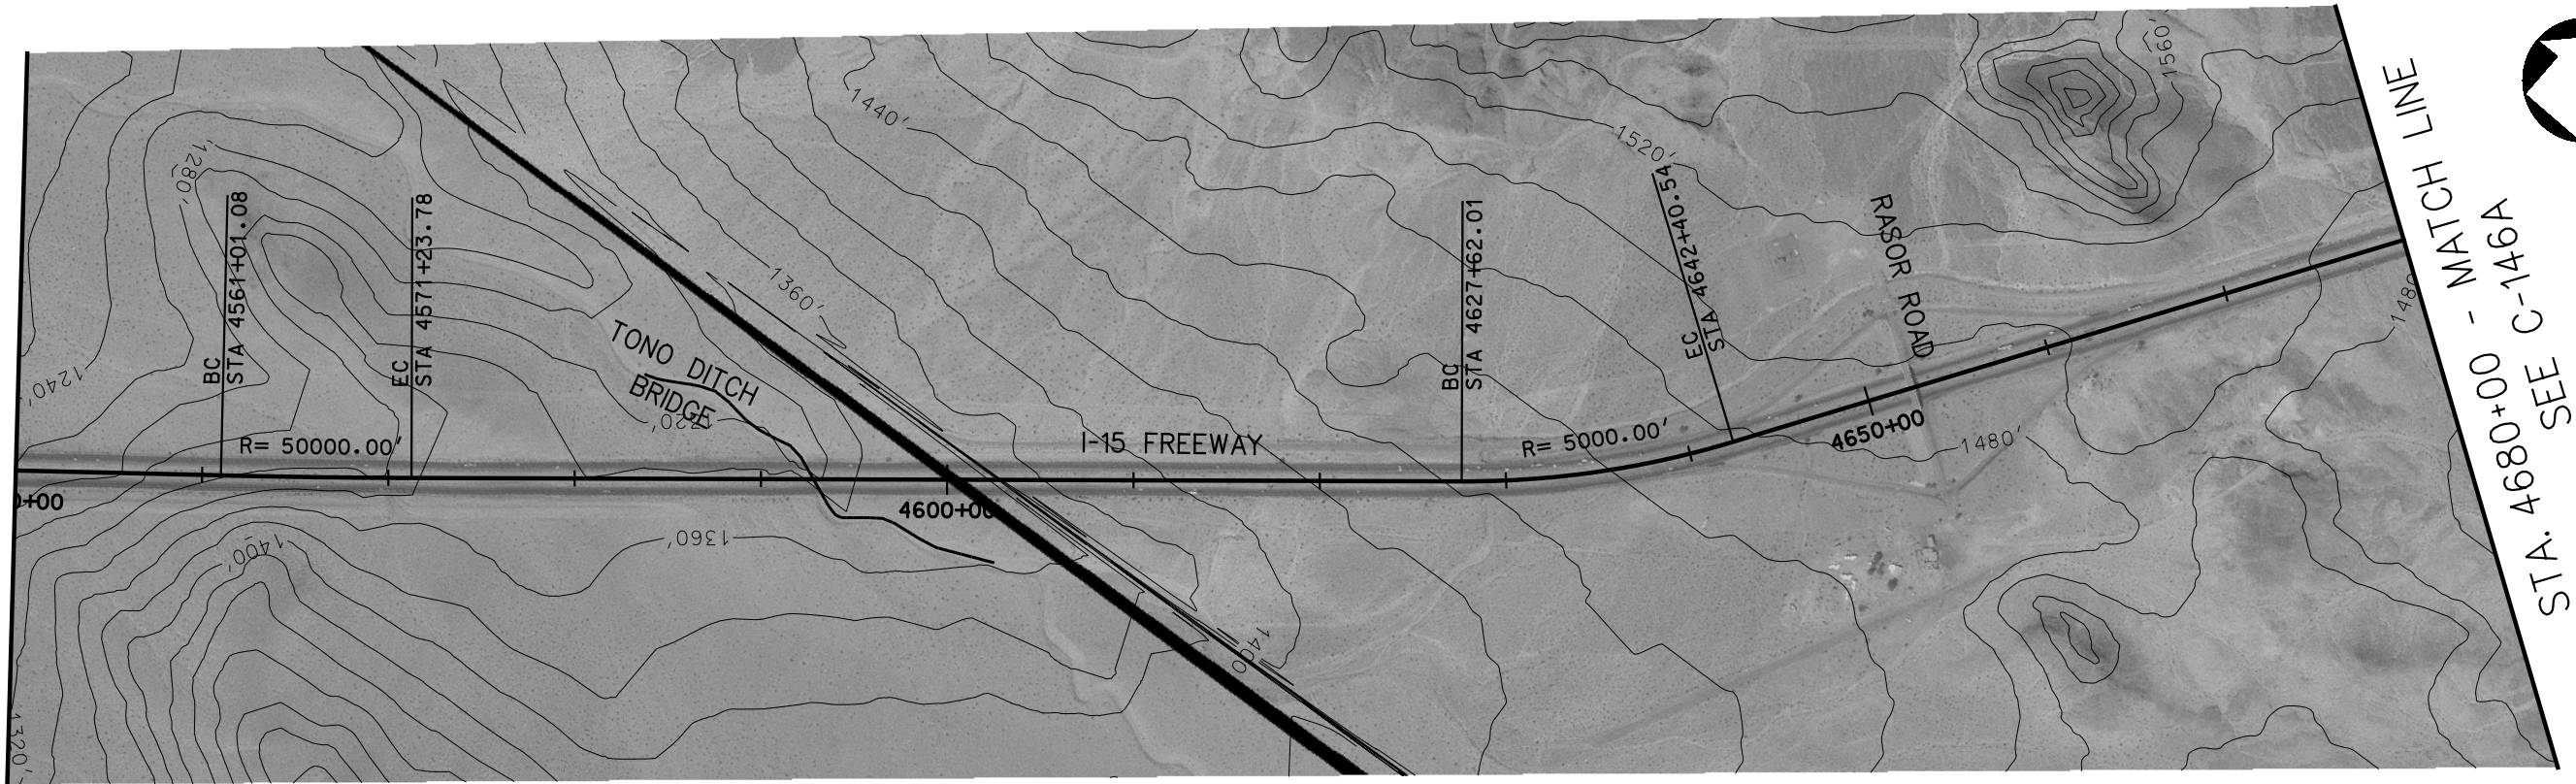 1440'
1560'
1520'
1280'
1360'
1240'
1320'
1360'
1400'
1400
1480'
1320'
BC
STA 4561+01.08
EC
STA 4571+23.78
R= 50000.00'
TONO DITCH
BRIDGE
4600+00
I-15 FREEWAY
BC
STA 4627+62.01
R= 5000.00'
EC
STA 4642+40.54
RASOR ROAD
4650+00
STA. 4680+00 - MATCH LINE
SEE C-146A